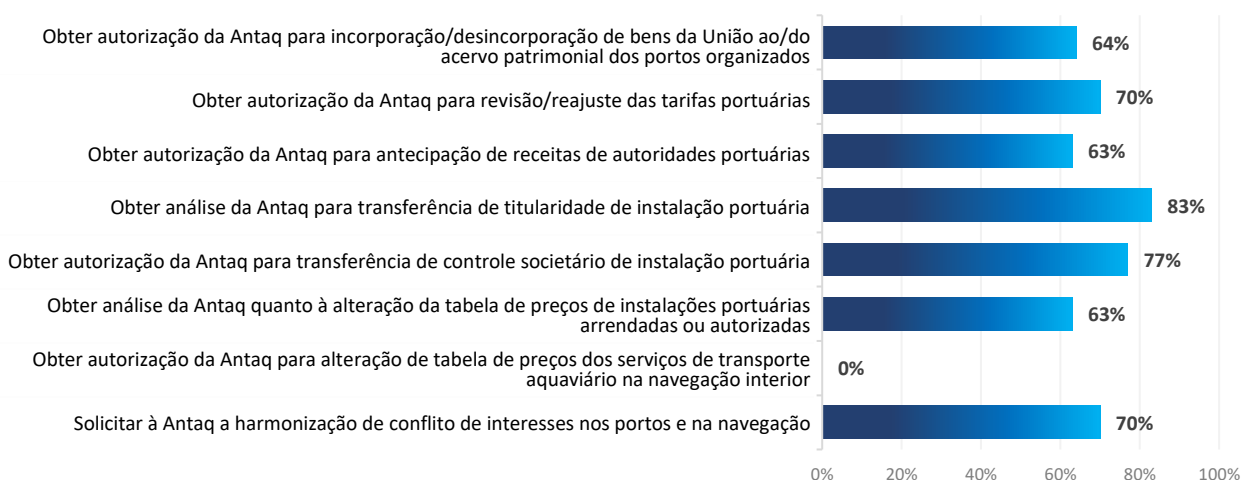 Obter autorização da Antaq para incorporação/desincorporação de bens da União ao/do
acervo patrimonial dos portos organizados
64%
Obter autorização da Antaq para revisão/reajuste das tarifas portuárias
70%
Obter autorização da Antaq para antecipação de receitas de autoridades portuárias
63%
Obter análise da Antaq para transferência de titularidade de instalação portuária
83%
Obter autorização da Antaq para transferência de controle societário de instalação portuária
77%
Obter análise da Antaq quanto à alteração da tabela de preços de instalações portuárias
arrendadas ou autorizadas
63%
Obter autorização da Antaq para alteração de tabela de preços dos serviços de transporte
aquaviário na navegação interior
0%
Solicitar à Antaq a harmonização de conflito de interesses nos portos e na navegação
70%
0% 20% 40% 60% 80% 100%